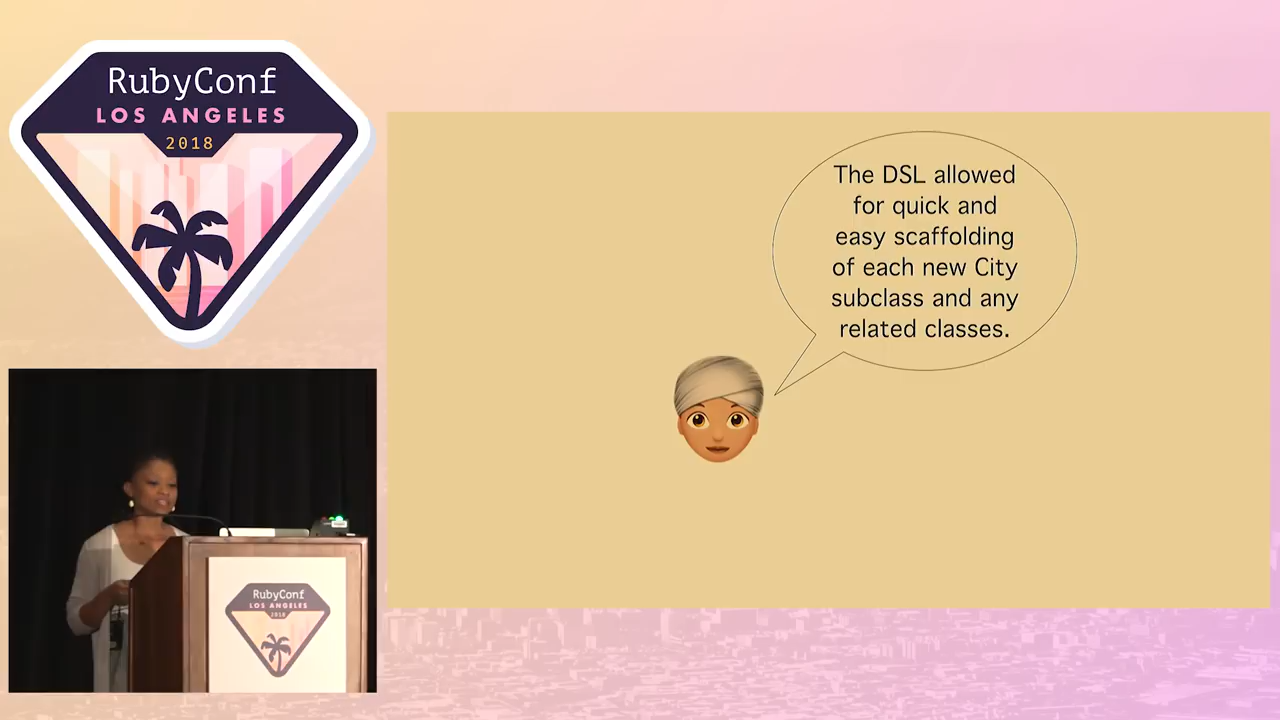 RubyConf
LOS ANGELES
2018
The DSL allowed
for quick and
easy scaffolding
of each new City
subclass and any
related classes.
RubyConf
LOS ANGELES
2018